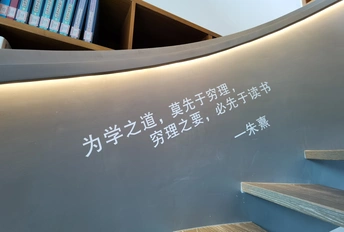 为学之道，莫先于穷理，
穷理之要，必先于读书
—朱熹